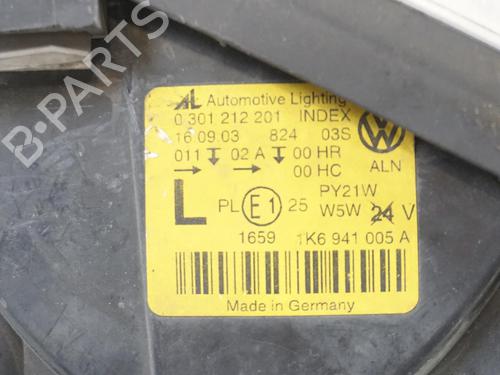 AL Automotive Lighting
0 301 212 201 INDEX
16 09 03 824 03S
011 02 A 00 HR
00 HC
ALN
L PL E1 25 PY21W
W5W 24 V
1659 1K6 941 005 A
Made in Germany
B-PARTS